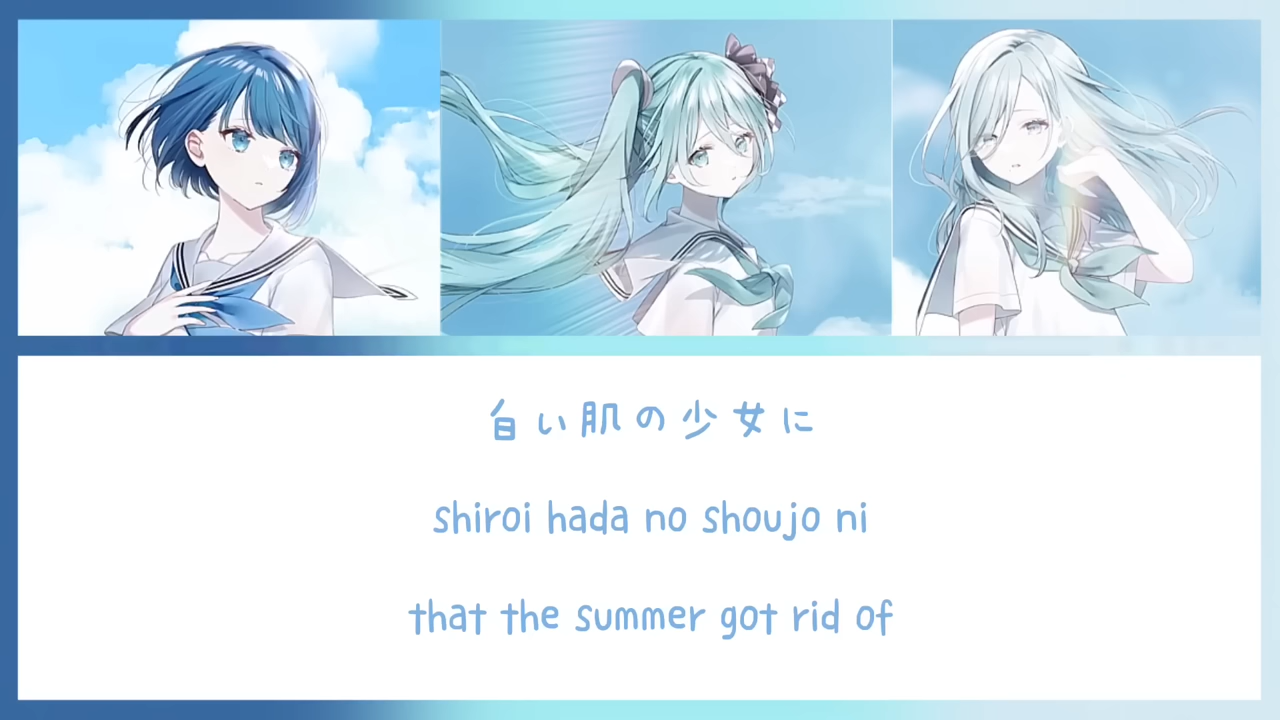 白い肌の少女に
shiroi hada no shoujo ni
that the summer got rid of